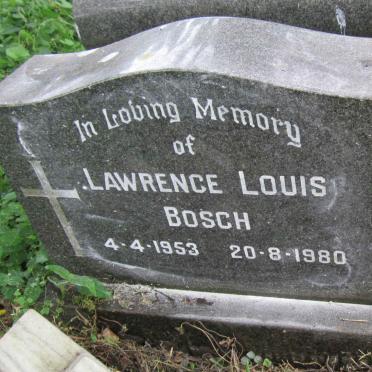 In Loving Memory
of
LAWRENCE LOUIS
BOSCH
4-4-1953 20-8-1980